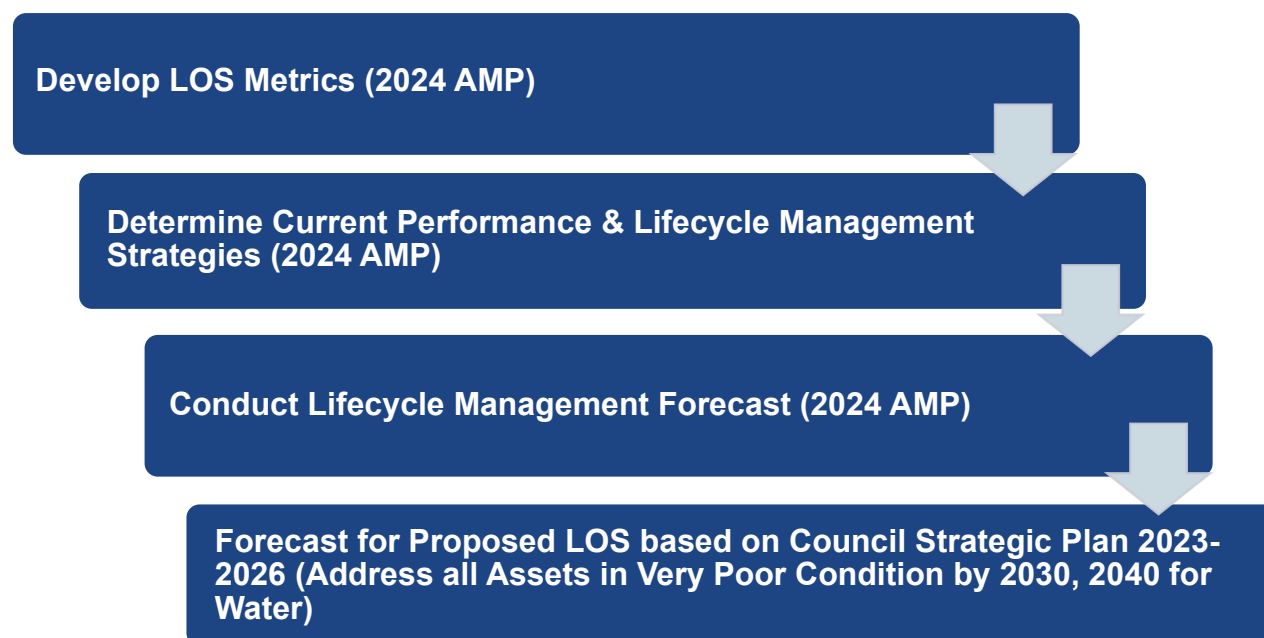 Develop LOS Metrics (2024 AMP)
Determine Current Performance & Lifecycle Management
Strategies (2024 AMP)
Conduct Lifecycle Management Forecast (2024 AMP)
Forecast for Proposed LOS based on Council Strategic Plan 2023-
2026 (Address all Assets in Very Poor Condition by 2030, 2040 for
Water)